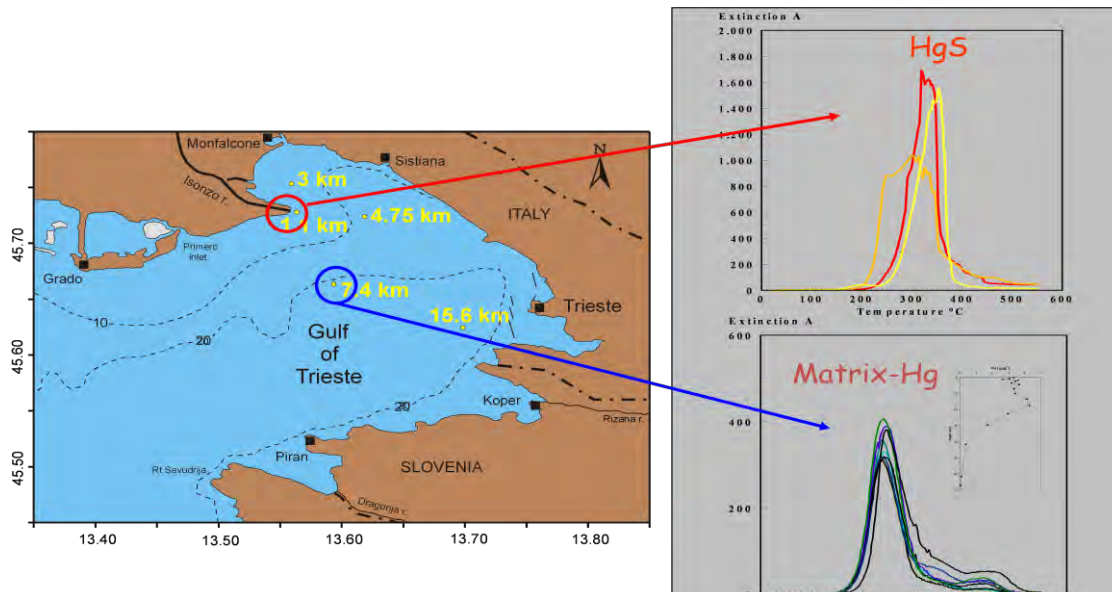 Monfalcone
Sistiana
N
Isonzo r.
3 km
ITALY
1.1 km
4.75 km
Primero
inlet
Grado
7.4 km
15.6 km
Trieste
10
20
Gulf
of
Trieste
Koper
20
Rizana r.
Piran
Rt Savudrija
SLOVENIA
Dragonja r.
45.70
45.60
45.50
13.40
13.50
13.60
13.70
13.80
Extinction A
2.000
1.800
1.600
1.400
1.200
1.000
800
600
400
200
0
HgS
0
100
200
300
400
500
600
Temperature °C
Extinction A
600
400
200
0
Matrix-Hg